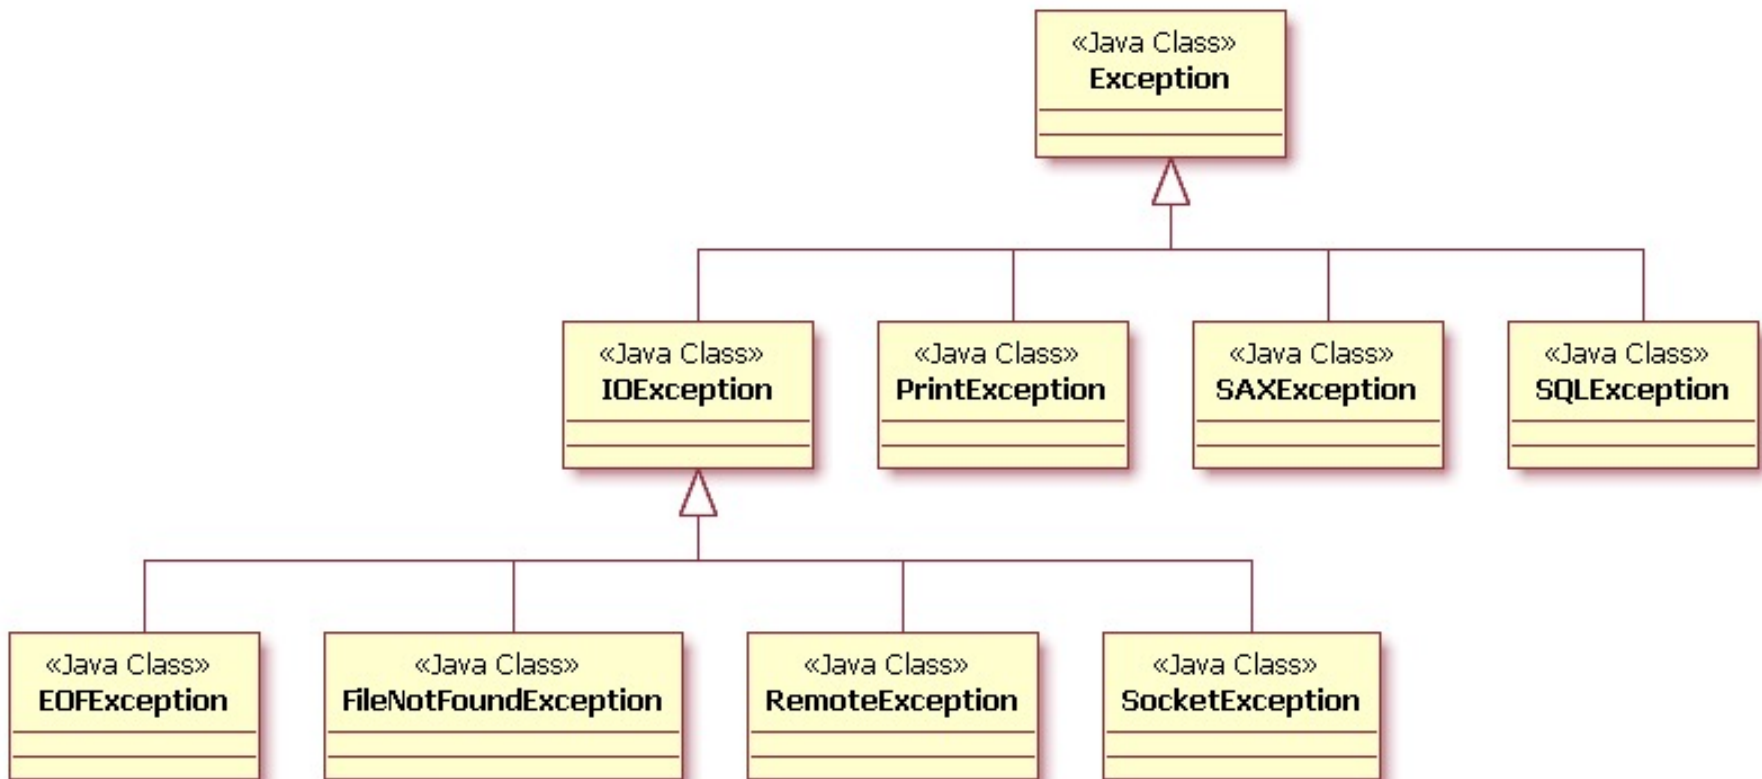 «Java Class»
Exception
«Java Class»
IOException
«Java Class»
PrintException
«Java Class»
SAXException
«Java Class»
SQLException
«Java Class»
EOFException
«Java Class»
FileNotFoundException
«Java Class»
RemoteException
«Java Class»
SocketException